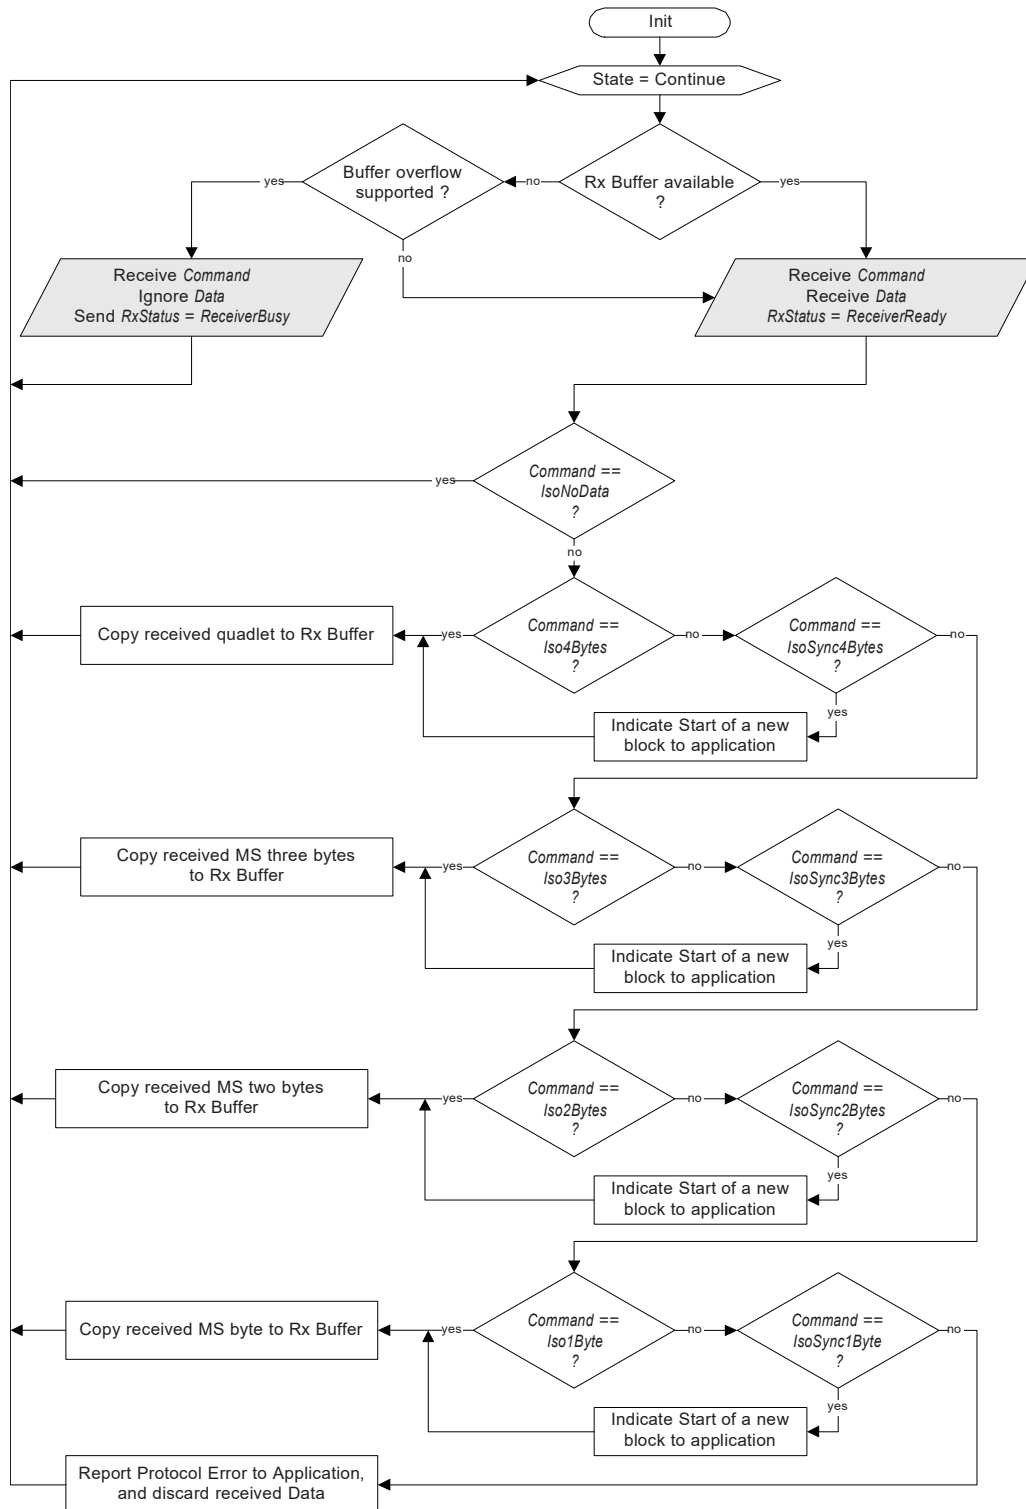 Init
State = Continue
Buffer overflow
supported ?
Rx Buffer available
?
yes
no
yes
no
Receive Command
Ignore Data
Send RxStatus = ReceiverBusy
Receive Command
Receive Data
RxStatus = ReceiverReady
Command ==
IsoNoData
?
yes
no
Copy received quadlet to Rx Buffer
yes
Command ==
Iso4Bytes
?
no
Command ==
IsoSync4Bytes
?
no
yes
Indicate Start of a new
block to application
Copy received MS three bytes
to Rx Buffer
yes
Command ==
Iso3Bytes
?
no
Command ==
IsoSync3Bytes
?
no
yes
Indicate Start of a new
block to application
Copy received MS two bytes
to Rx Buffer
yes
Command ==
Iso2Bytes
?
no
Command ==
IsoSync2Bytes
?
no
yes
Indicate Start of a new
block to application
Copy received MS byte to Rx Buffer
yes
Command ==
Iso1Byte
?
no
Command ==
IsoSync1Byte
?
no
yes
Indicate Start of a new
block to application
Report Protocol Error to Application,
and discard received Data